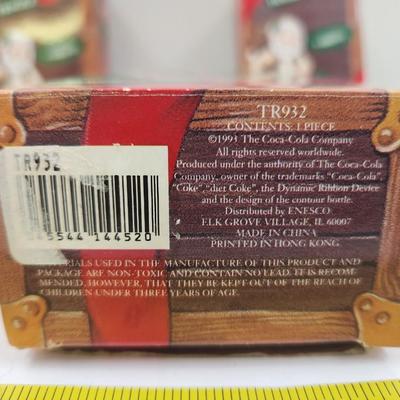 TR932
CONTENTS: 1 PIECE
©1993 The Coca-Cola Company
All rights reserved worldwide.
Produced under the authority of The Coca-Cola
Company, owner of the trademarks "Coca-Cola",
"Coke", "diet Coke", the Dynamic Ribbon Device
and the design of the contour bottle.
Distributed by ENESCO
ELK GROVE VILLAGE, IL 60007
MADE IN CHINA
PRINTED IN HONG KONG
TR932
45544 144520
MATERIALS USED IN THE MANUFACTURE OF THIS PRODUCT AND
PACKAGE ARE NON-TOXIC AND CONTAIN NO LEAD. IT IS RECOM-
MENDED, HOWEVER, THAT THEY BE KEPT OUT OF THE REACH OF
CHILDREN UNDER THREE YEARS OF AGE.